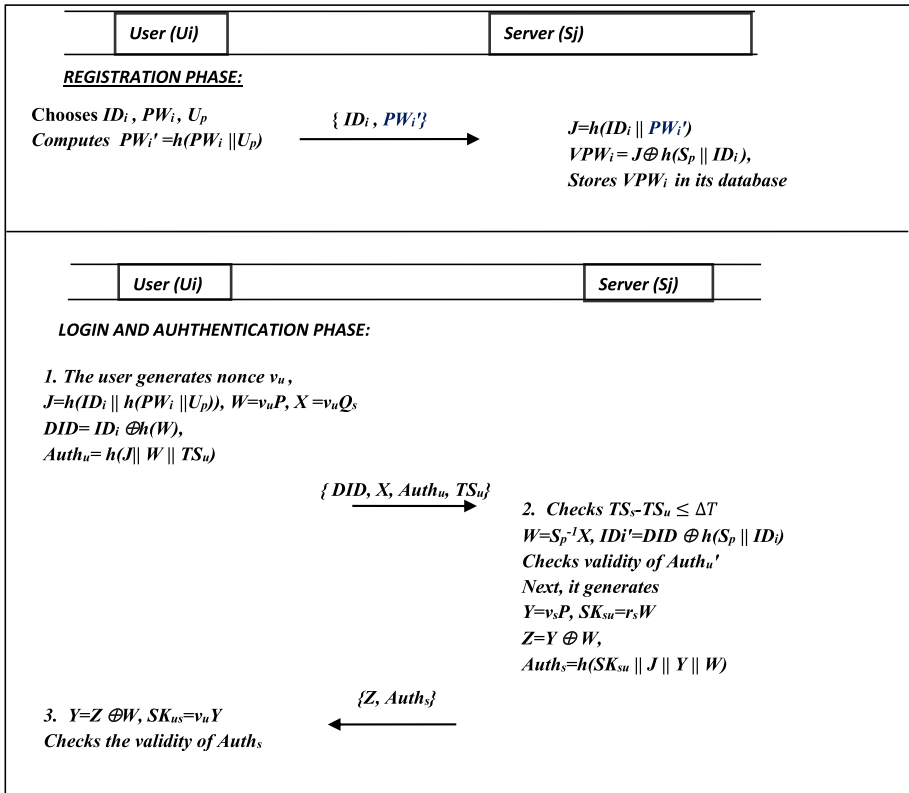 User (Ui) Server (Sj)
REGISTRATION PHASE:
Chooses IDᵢ , PWᵢ , Uₚ
Computes PWᵢ' =h(PWᵢ ||Uₚ)
{ IDᵢ , PWᵢ'}
J=h(IDᵢ || PWᵢ')
VPWᵢ = J⊕ h(Sₚ || IDᵢ),
Stores VPWᵢ in its database
User (Ui) Server (Sj)
LOGIN AND AUHTHENTICATION PHASE:
1. The user generates nonce vᵤ ,
J=h(IDᵢ || h(PWᵢ ||Uₚ)), W=vᵤP, X =vᵤQₛ
DID= IDᵢ ⊕h(W),
Authᵤ= h(J|| W || TSᵤ)
{ DID, X, Authᵤ, TSᵤ}
2. Checks TSₛ-TSᵤ ≤ ΔT
W=Sₚ⁻¹X, IDi'=DID ⊕ h(Sₚ || IDᵢ)
Checks validity of Authᵤ'
Next, it generates
Y=vₛP, SKₛᵤ=rₛW
Z=Y ⊕ W,
Authₛ=h(SKₛᵤ || J || Y || W)
{Z, Authₛ}
3. Y=Z ⊕W, SKᵤₛ=vᵤY
Checks the validity of Authₛ